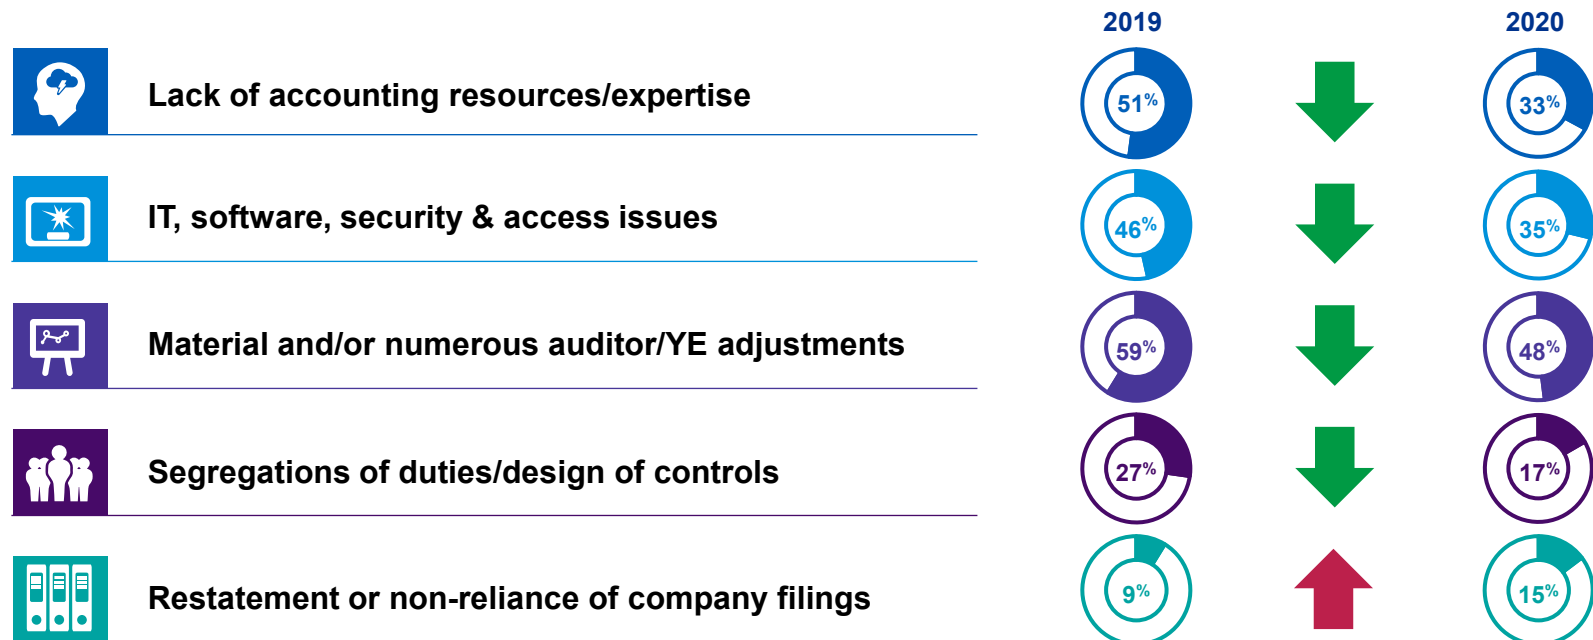 2019 2020
Lack of accounting resources/expertise 51% 33%
IT, software, security & access issues 46% 35%
Material and/or numerous auditor/YE adjustments 59% 48%
Segregations of duties/design of controls 27% 17%
Restatement or non-reliance of company filings 9% 15%